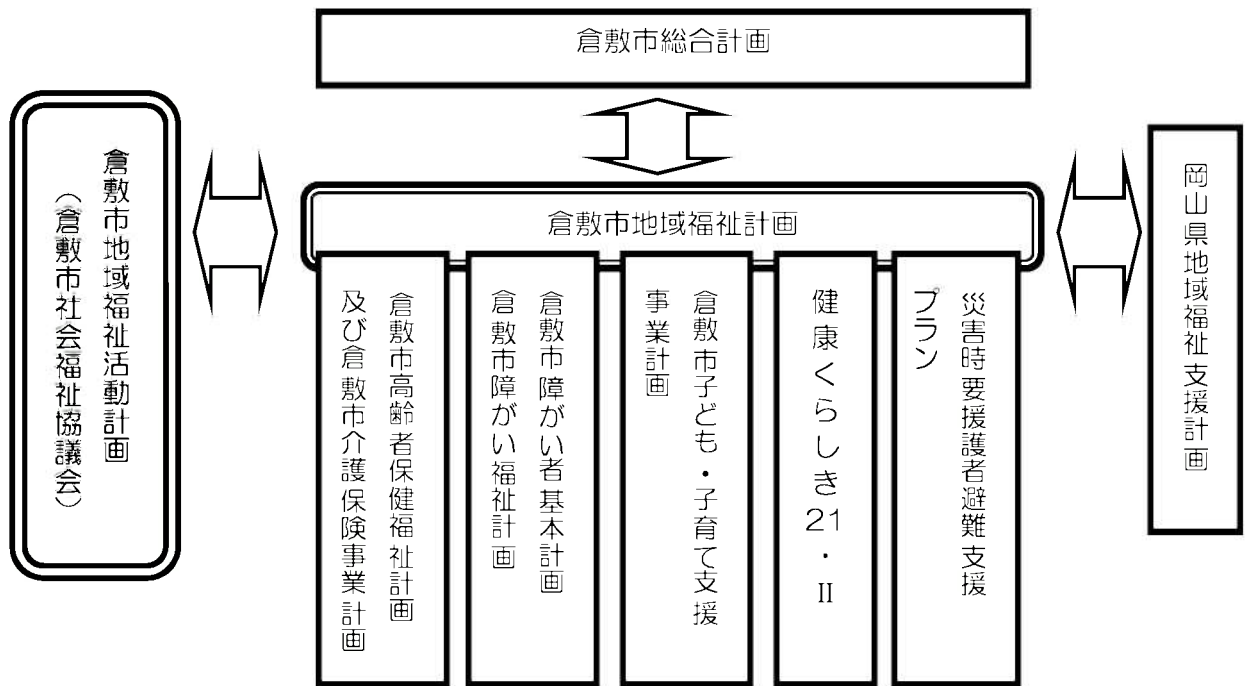 倉敷市総合計画
倉敷市地域福祉活動計画
（倉敷市社会福祉協議会）
倉敷市地域福祉計画
岡山県地域福祉支援計画
倉敷市高齢者保健福祉計画
及び倉敷市介護保険事業計画
倉敷市障がい者基本計画
倉敷市障がい福祉計画
倉敷市子ども・子育て支援
事業計画
健康くらしき21・Ⅱ
災害時要援護者避難支援
プラン